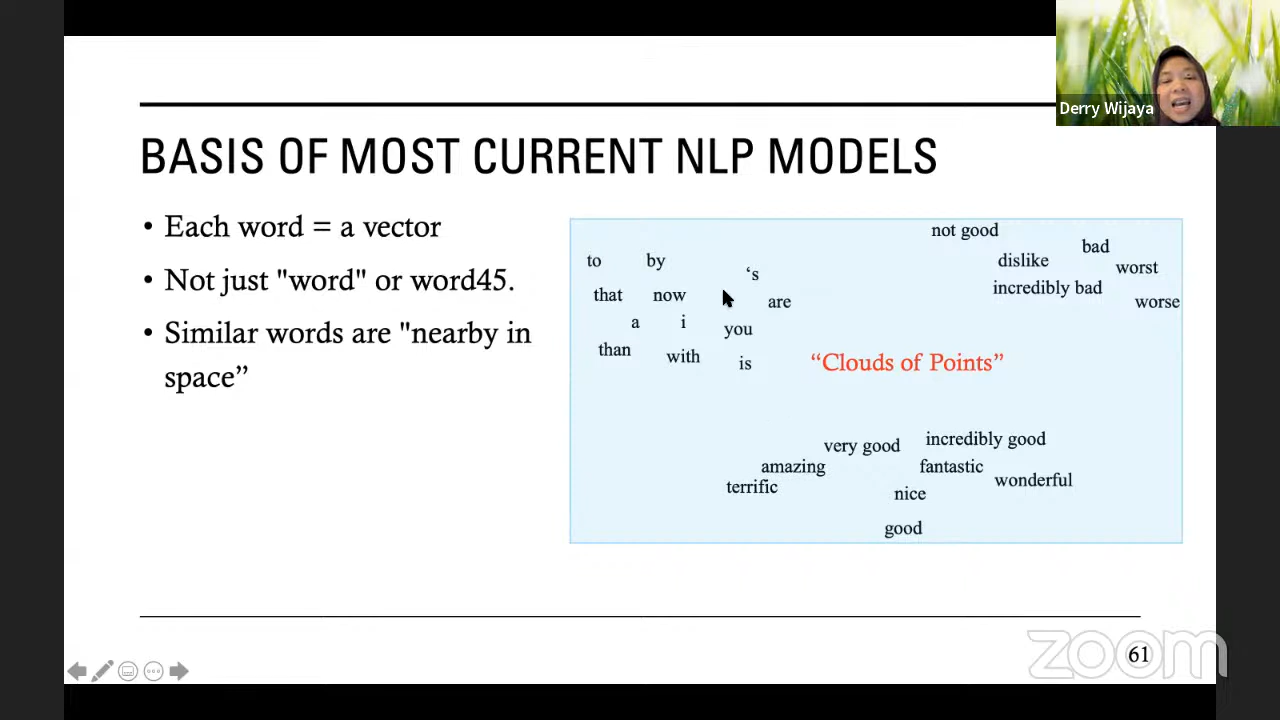 Derry Wijaya
BASIS OF MOST CURRENT NLP MODELS
• Each word = a vector
• Not just "word" or word45.
• Similar words are "nearby in
space”
not good
bad
dislike
worst
incredibly bad
worse
to by
‘s
that now
are
a i
you
than with
is
“Clouds of Points”
very good incredibly good
amazing fantastic
terrific nice wonderful
good
zoom
61